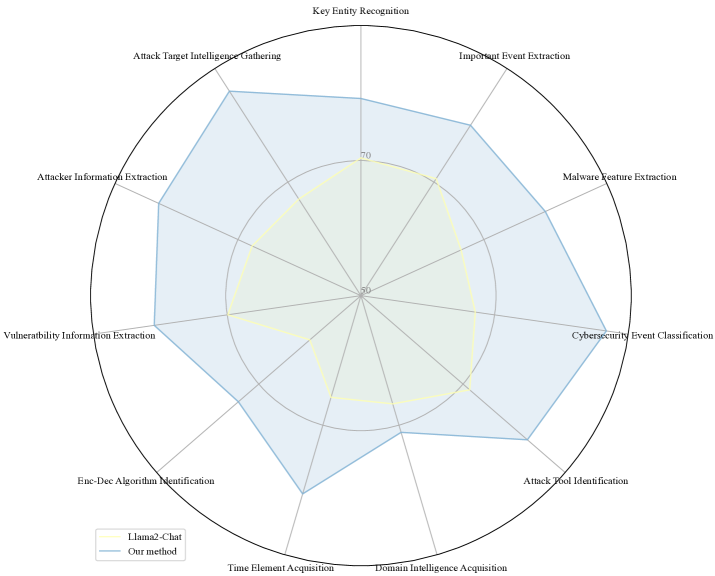 Key Entity Recognition
Attack Target Intelligence Gathering
Important Event Extraction
70
Attacker Information Extraction
Malware Feature Extraction
50
Vulneratbility Information Extraction
Cybersecurity Event Classification
Enc-Dec Algorithm Identification
Attack Tool Identification
Llama2-Chat
Our method
Time Element Acquisition
Domain Intelligence Acquisition